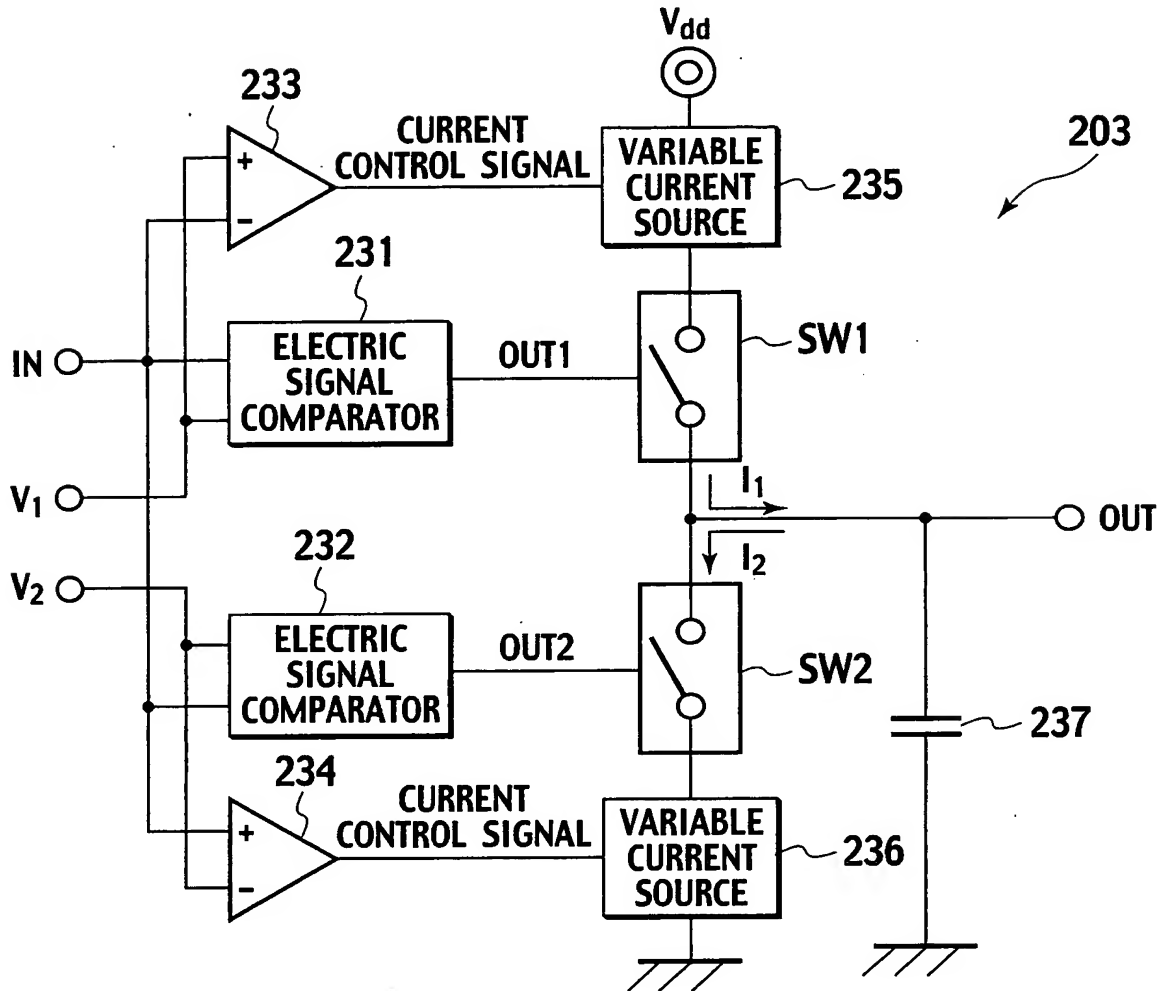 Vdd
233
CURRENT
CONTROL SIGNAL
VARIABLE
CURRENT
SOURCE
235
203
+
−
231
IN
ELECTRIC
SIGNAL
COMPARATOR
OUT1
SW1
V1
I1
OUT
I2
V2
232
ELECTRIC
SIGNAL
COMPARATOR
OUT2
SW2
237
234
CURRENT
CONTROL SIGNAL
VARIABLE
CURRENT
SOURCE
236
+
−